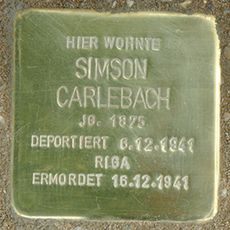 HIER WOHNTE
SIMSON
CARLEBACH
JG. 1875
DEPORTIERT 6.12.1941
RIGA
ERMORDET 16.12.1941